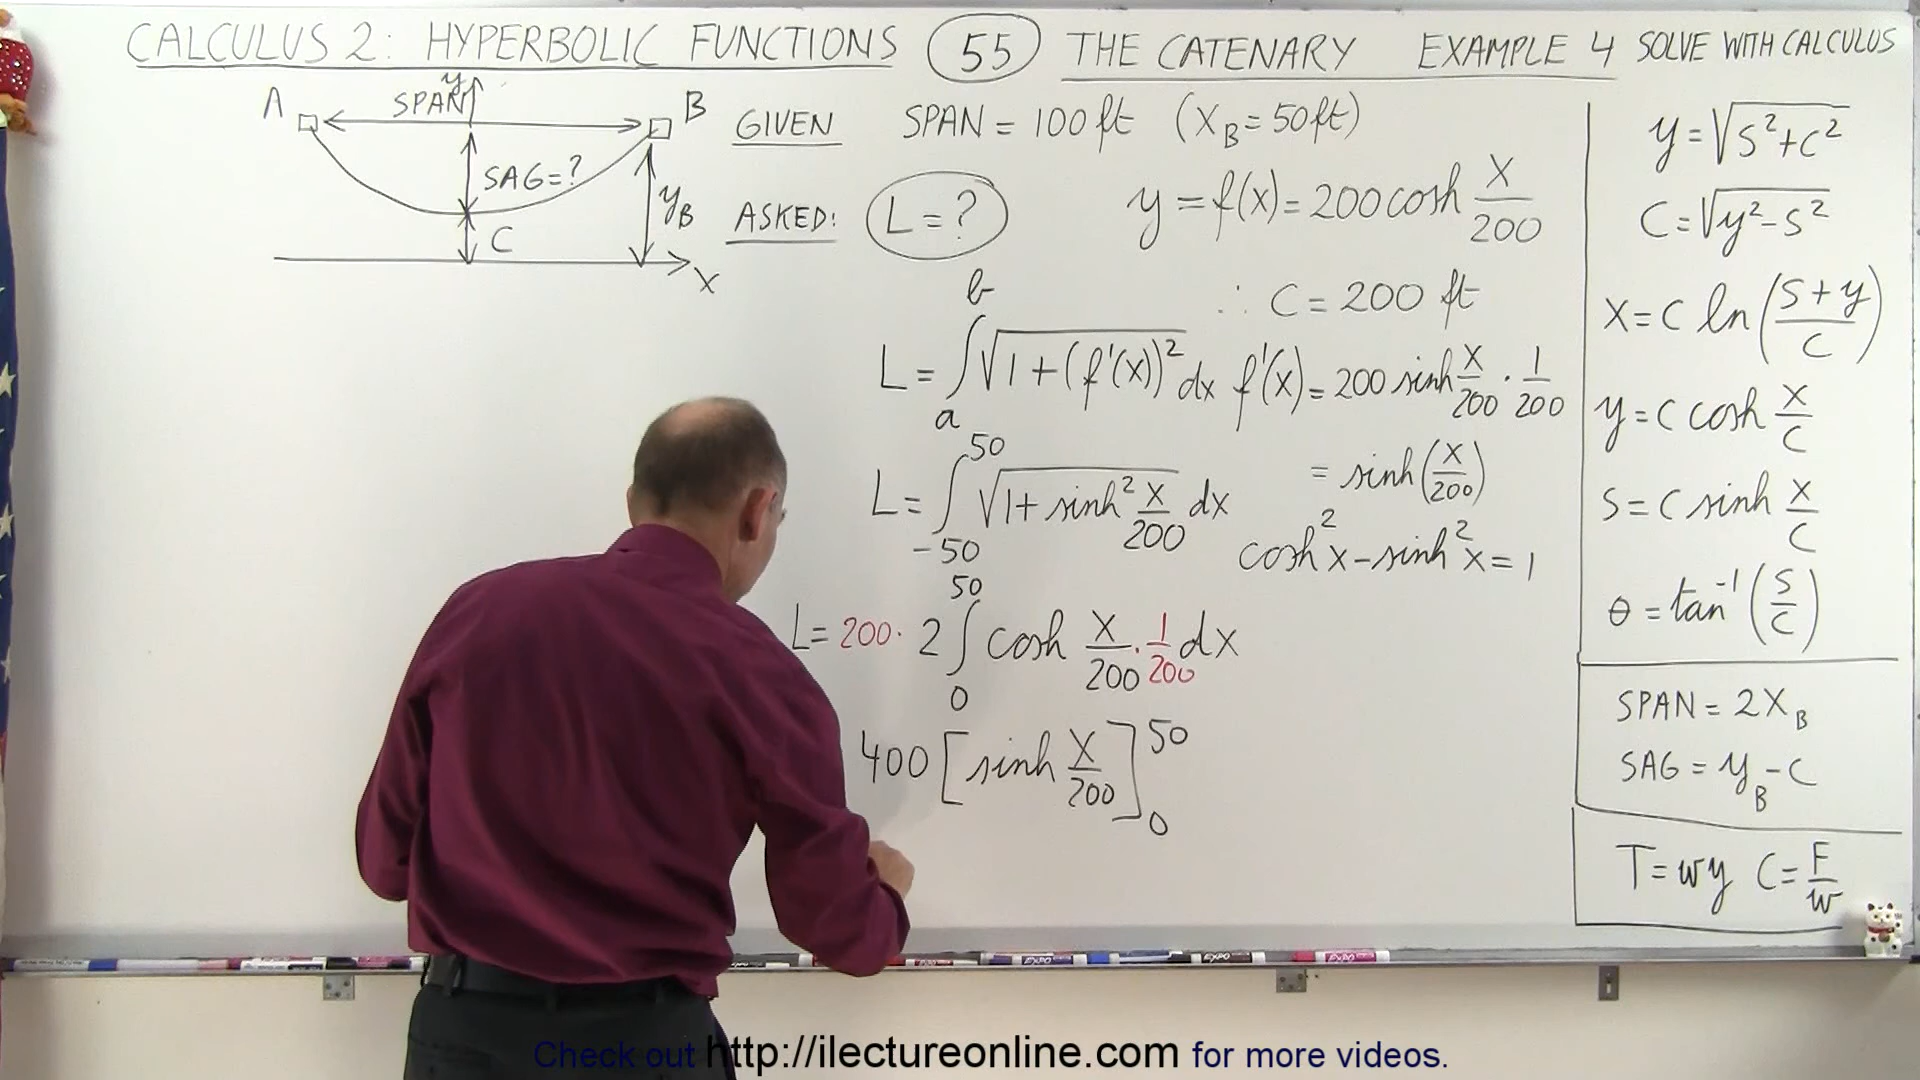 CALCULUS 2: HYPERBOLIC FUNCTIONS 55 THE CATENARY EXAMPLE 4 SOLVE WITH CALCULUS
A SPAN y B
SAG=?
y_B
C
X
GIVEN SPAN = 100 ft (X_B = 50 ft)
ASKED: L = ?
y = f(x) = 200 cosh x/200
∴ C = 200 ft
L = ∫_a^b √(1 + (f'(x))²) dx
f'(x) = 200 sinh x/200 · 1/200
= sinh(x/200)
L = ∫_{-50}^{50} √(1 + sinh² x/200) dx
cosh² x − sinh² x = 1
L = 200 · 2 ∫_0^{50} cosh x/200 · 1/200 dx
400 [sinh x/200]_0^{50}
y = √(S² + C²)
C = √(y² − S²)
X = C ln((S + y)/C)
y = C cosh X/C
S = C sinh X/C
θ = tan⁻¹(S/C)
SPAN = 2X_B
SAG = y_B − C
T = wy C = F/w
Check out http://ilectureonline.com for more videos.